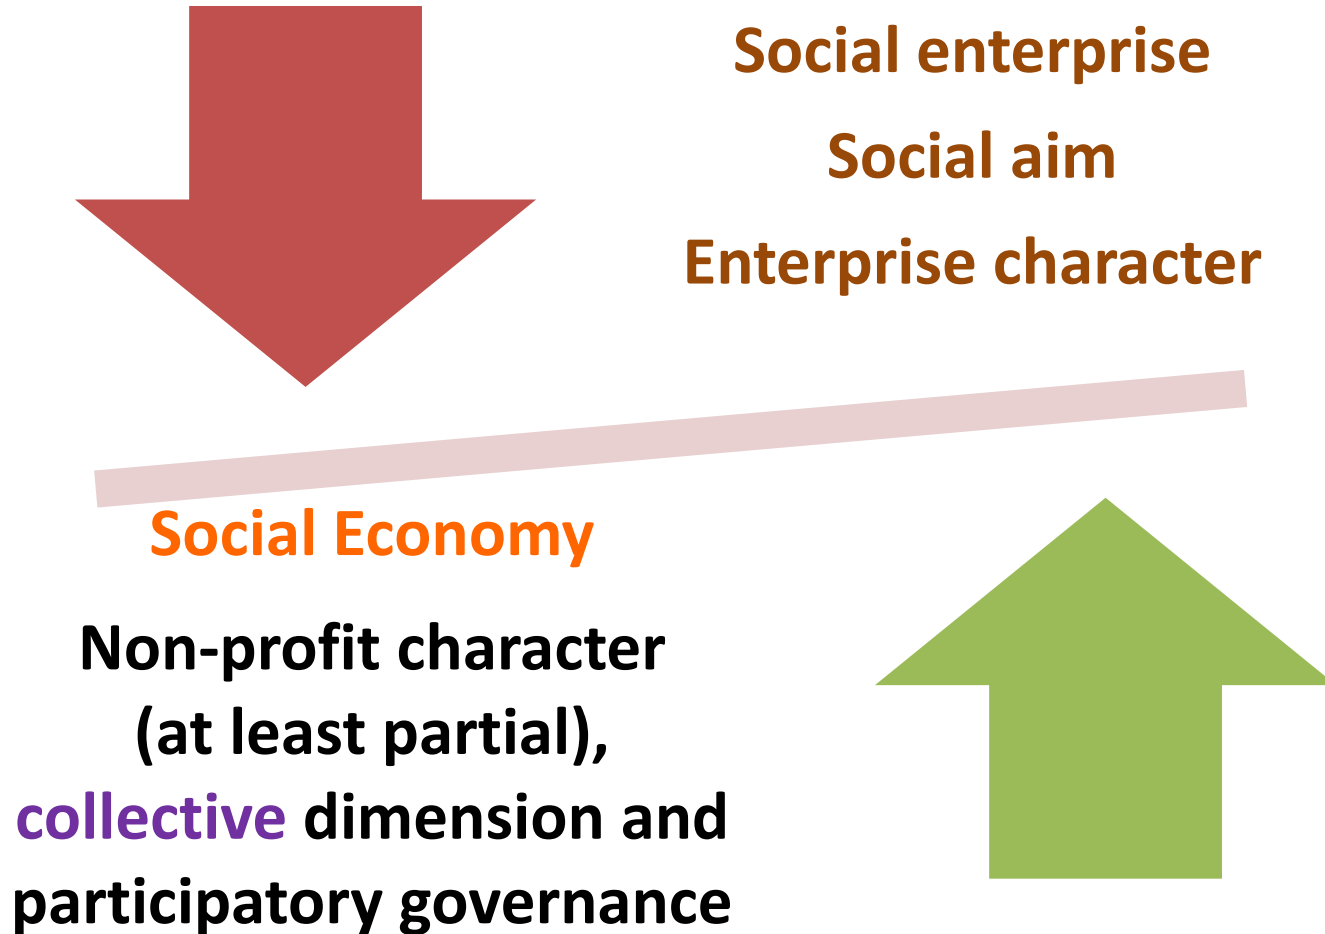 Social enterprise
Social aim
Enterprise character
Social Economy
Non-profit character
(at least partial),
collective dimension and
participatory governance